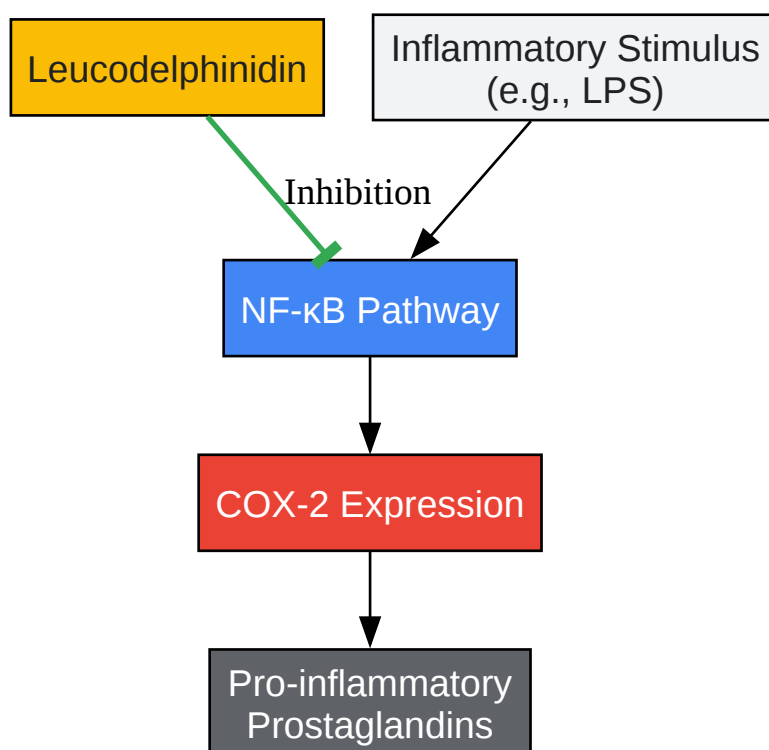 Leucodelphinidin
Inflammatory Stimulus
(e.g., LPS)
Inhibition
NF-κB Pathway
COX-2 Expression
Pro-inflammatory
Prostaglandins